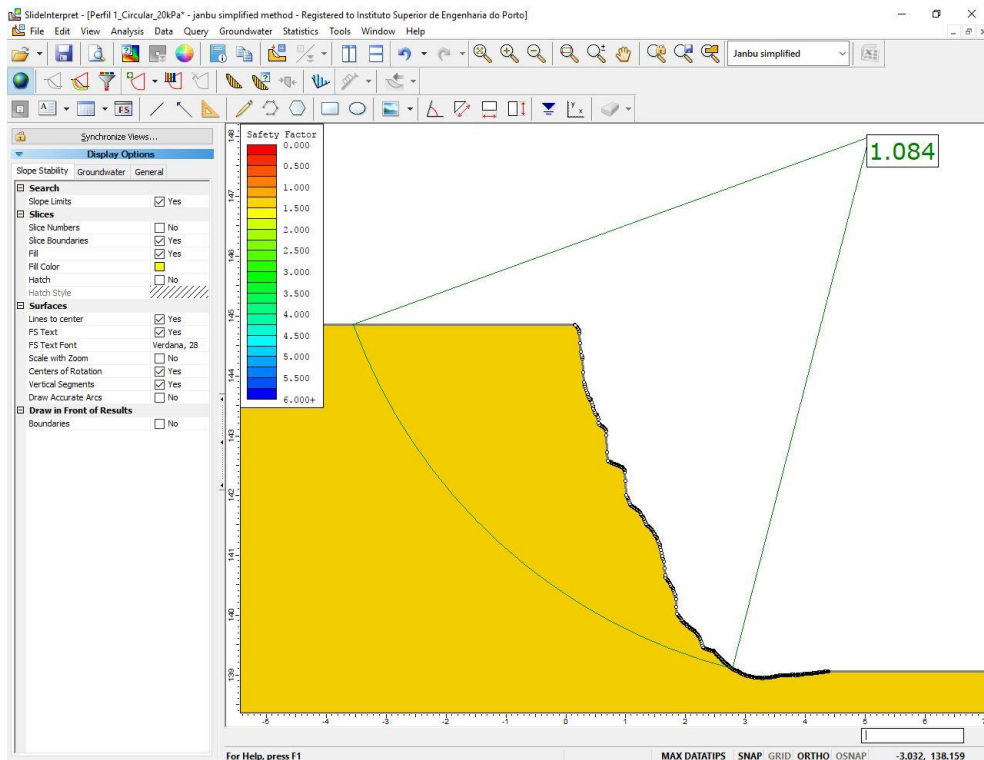 SlideInterpret - [Perfil 1_Circular_20kPa* - janbu simplified method - Registered to Instituto Superior de Engenharia do Porto]
File Edit View Analysis Data Query Groundwater Statistics Tools Window Help
Janbu simplified
A FS
Y X
Synchronize Views...
Display Options
Slope Stability Groundwater General
Search
Slope Limits Yes
Slices
Slice Numbers No
Slice Boundaries Yes
Fill Yes
Fill Color
Hatch No
Hatch Style
Surfaces
Lines to center Yes
FS Text Yes
FS Text Font Verdana, 28
Scale with Zoom No
Centers of Rotation Yes
Vertical Segments Yes
Draw Accurate Arcs No
Draw in Front of Results
Boundaries No
Safety Factor
0.000
0.500
1.000
1.500
2.000
2.500
3.000
3.500
4.000
4.500
5.000
5.500
6.000+
1.084
148
147
146
145
144
143
142
141
140
139
-5 -4 -3 -2 -1 0 1 2 3 4 5 6 7
For Help, press F1
MAX DATATIPS SNAP GRID ORTHO OSNAP -3.032, 138.159